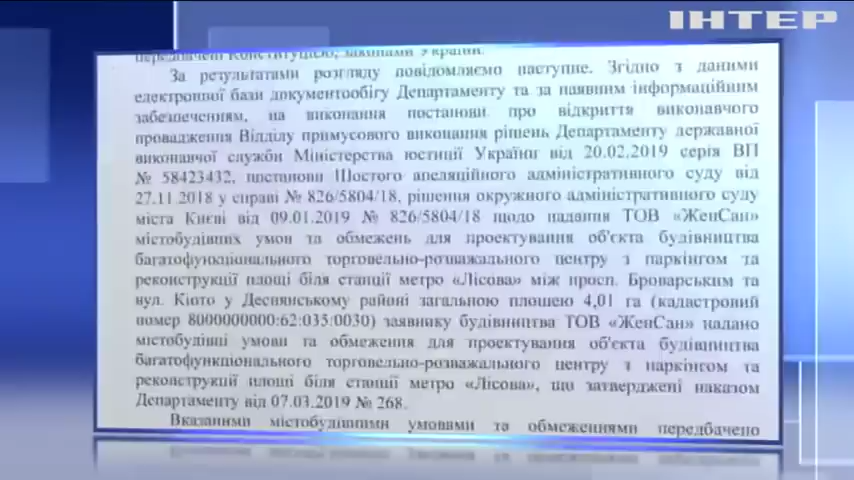 ІНТЕР
передбачені Конституцією, законами України.
За результатами розгляду повідомляємо наступне. Згідно з даними
електронної бази документообігу Департаменту та за наявним інформаційним
забезпеченням, на виконання постанови про відкриття виконавчого
провадження Відділу примусового виконання рішень Департаменту державної
виконавчої служби Міністерства юстиції України від 20.02.2019 серія ВП
№ 58423432, постанови Шостого апеляційного адміністративного суду від
27.11.2018 у справі № 826/5804/18, рішення окружного адміністративного суду
міста Києві від 09.01.2019 № 826/5804/18 щодо надання ТОВ «ЖенСан»
містобудівних умов та обмежень для проектування об'єкта будівництва
багатофункціонального торговельно-розважального центру з паркінгом та
реконструкції площі біля станції метро «Лісова» між просп. Броварським та
вул. Кіото у Деснянському районі загальною площею 4,01 га (кадастровий
номер 8000000000:62:035:0030) заявнику будівництва ТОВ «ЖенСан» надано
містобудівні умови та обмеження для проектування об'єкта будівництва
багатофункціонального торговельно-розважального центру з паркінгом та
реконструкції площі біля станції метро «Лісова», що затверджені наказом
Департаменту від 07.03.2019 № 268.
Вказаними містобудівними умовами та обмеженнями передбачено